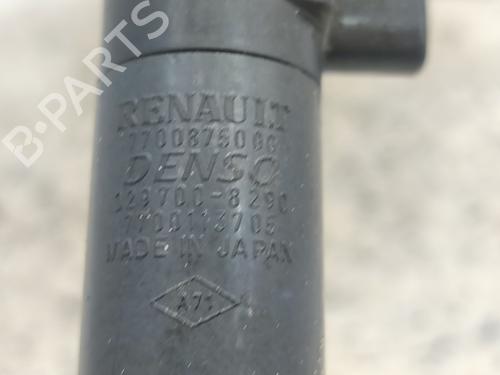 B-PARTS
RENAULT
7700875000
DENSO
129700-8290
7700113705
MADE IN JAPAN
A71